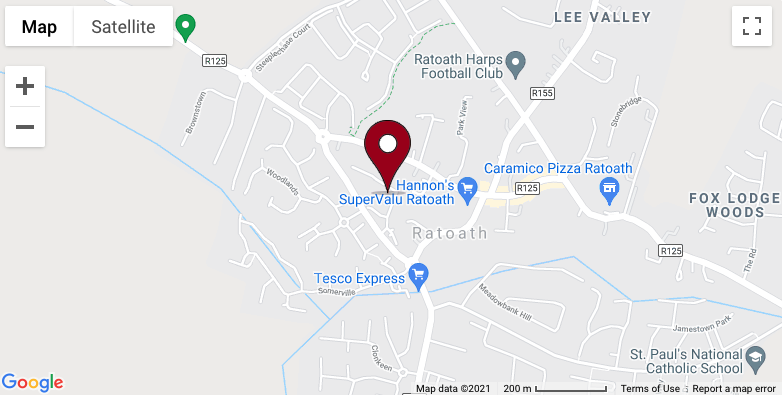 LEE VALLEY
Map
Satellite
Steeplechase Court
R125
Ratoath Harps
Football Club
R155
Stonebridge
Brownstown
Park View
Woodlands
Caramico Pizza Ratoath
Hannon's
SuperValu Ratoath
R125
FOX LODGE
WOODS
Ratoath
R125
The Rd
Tesco Express
Somerville
Meadowbank Hill
Jamestown Park
Clonkeen
St. Paul's National
Catholic School
Google
Map data ©2021
200 m
Terms of Use
Report a map error